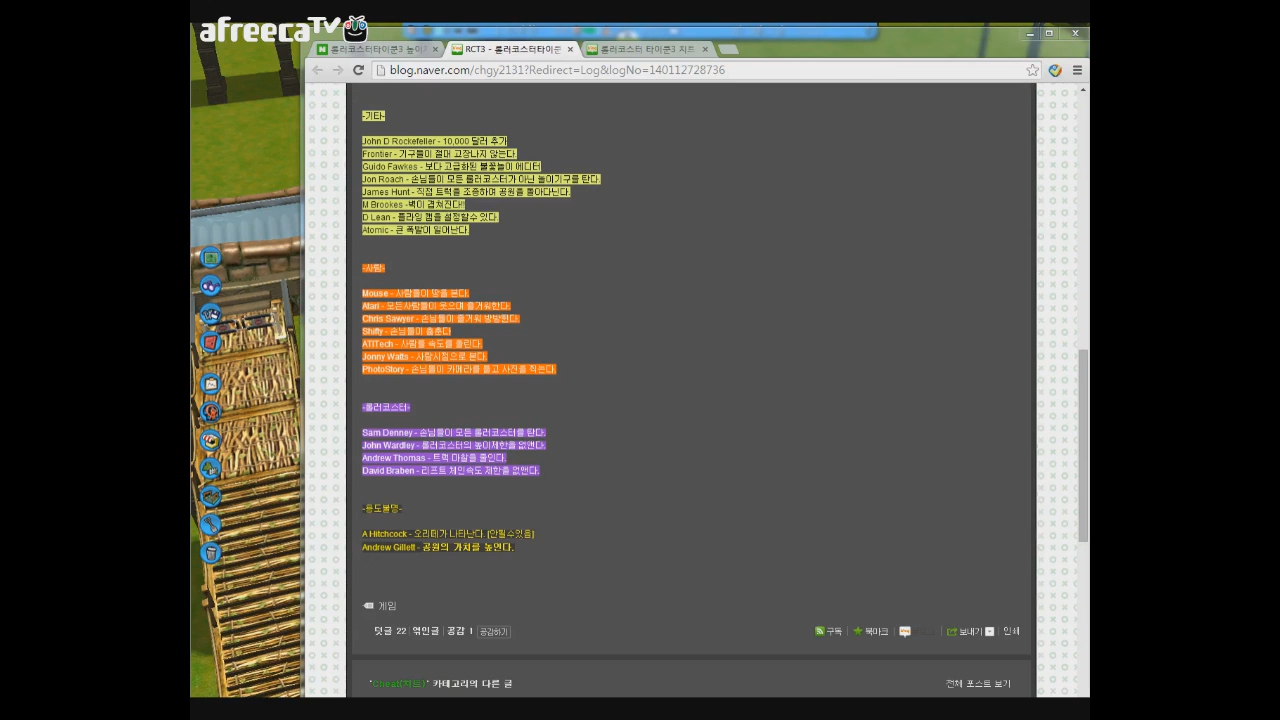 afreecaTV
롤러코스터타이쿤3 놀이
RCT3 - 롤러코스터타이쿤
롤러코스터 타이쿤3 치트
blog.naver.com/chgy2131?Redirect=Log&logNo=140112728736
-기타-
John D Rockefeller - 10,000 달러 추가
Frontier - 기구들이 절대 고장나지 않는다.
Guido Fawkes - 보다 고급화된 불꽃놀이 에디터
Jon Roach - 손님들이 모트 롤러코스터가 아닌 놀이기구를 탄다.
James Hunt - 직접 트럭을 조종하며 공원을 돌아다닌다.
M Brookes -벽이 겹쳐진다!!
D Lean - 플라잉 캠을 설정할수 있다.
Atomic - 큰 폭발이 일어난다.
-사람-
Mouse - 사람들이 땅을 본다.
Atari - 모든사람들이 웃으며 즐거워한다.
Chris Sawyer - 손님들이 즐거워 방방뛴다.
Shifty - 손님들이 춤춘다
ATITech - 사람들 속도를 올린다.
Jonny Watts - 사람시점으로 본다.
PhotoStory - 손님들이 카메라를 들고 사진을 찍는다.
-롤러코스터-
Sam Denney - 손님들이 모든 롤러코스터를 탄다.
John Wardley - 롤러코스터의 높이제한을 없앤다.
Andrew Thomas - 트랙 마찰을 줄인다.
David Braben - 리프트 체인속도 제한을 없앤다.
-용도불명-
A Hitchcock - 오리떼가 나타난다. [안될수있음]
Andrew Gillett - 공원의 가치를 높인다.
게임
덧글 22 엮인글 공감 1 공감하기
구독 북마크 보내기 인쇄
"Cheat(치트)" 카테고리의 다른 글
전체 포스트 보기